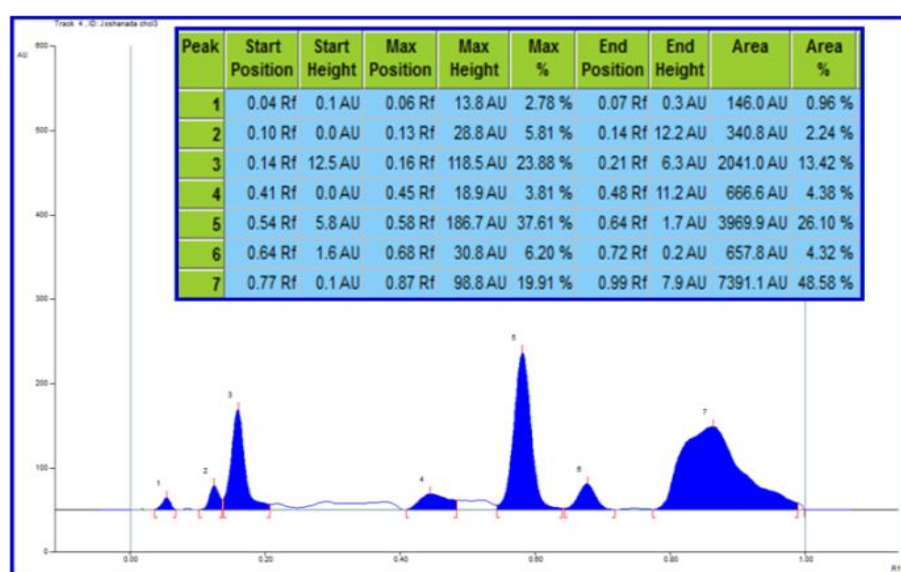 Track 4 , ID: Joshanada chol3
AU
600
500
400
300
200
100
0
Peak Start Position Start Height Max Position Max Height Max % End Position End Height Area Area %
1 0.04 Rf 0.1 AU 0.06 Rf 13.8 AU 2.78 % 0.07 Rf 0.3 AU 146.0 AU 0.96 %
2 0.10 Rf 0.0 AU 0.13 Rf 28.8 AU 5.81 % 0.14 Rf 12.2 AU 340.8 AU 2.24 %
3 0.14 Rf 12.5 AU 0.16 Rf 118.5 AU 23.88 % 0.21 Rf 6.3 AU 2041.0 AU 13.42 %
4 0.41 Rf 0.0 AU 0.45 Rf 18.9 AU 3.81 % 0.48 Rf 11.2 AU 666.6 AU 4.38 %
5 0.54 Rf 5.8 AU 0.58 Rf 186.7 AU 37.61 % 0.64 Rf 1.7 AU 3969.9 AU 26.10 %
6 0.64 Rf 1.6 AU 0.68 Rf 30.8 AU 6.20 % 0.72 Rf 0.2 AU 657.8 AU 4.32 %
7 0.77 Rf 0.1 AU 0.87 Rf 98.8 AU 19.91 % 0.99 Rf 7.9 AU 7391.1 AU 48.58 %
1 2 3 4 5 6 7
0.00 0.20 0.40 0.60 0.80 1.00
Rf